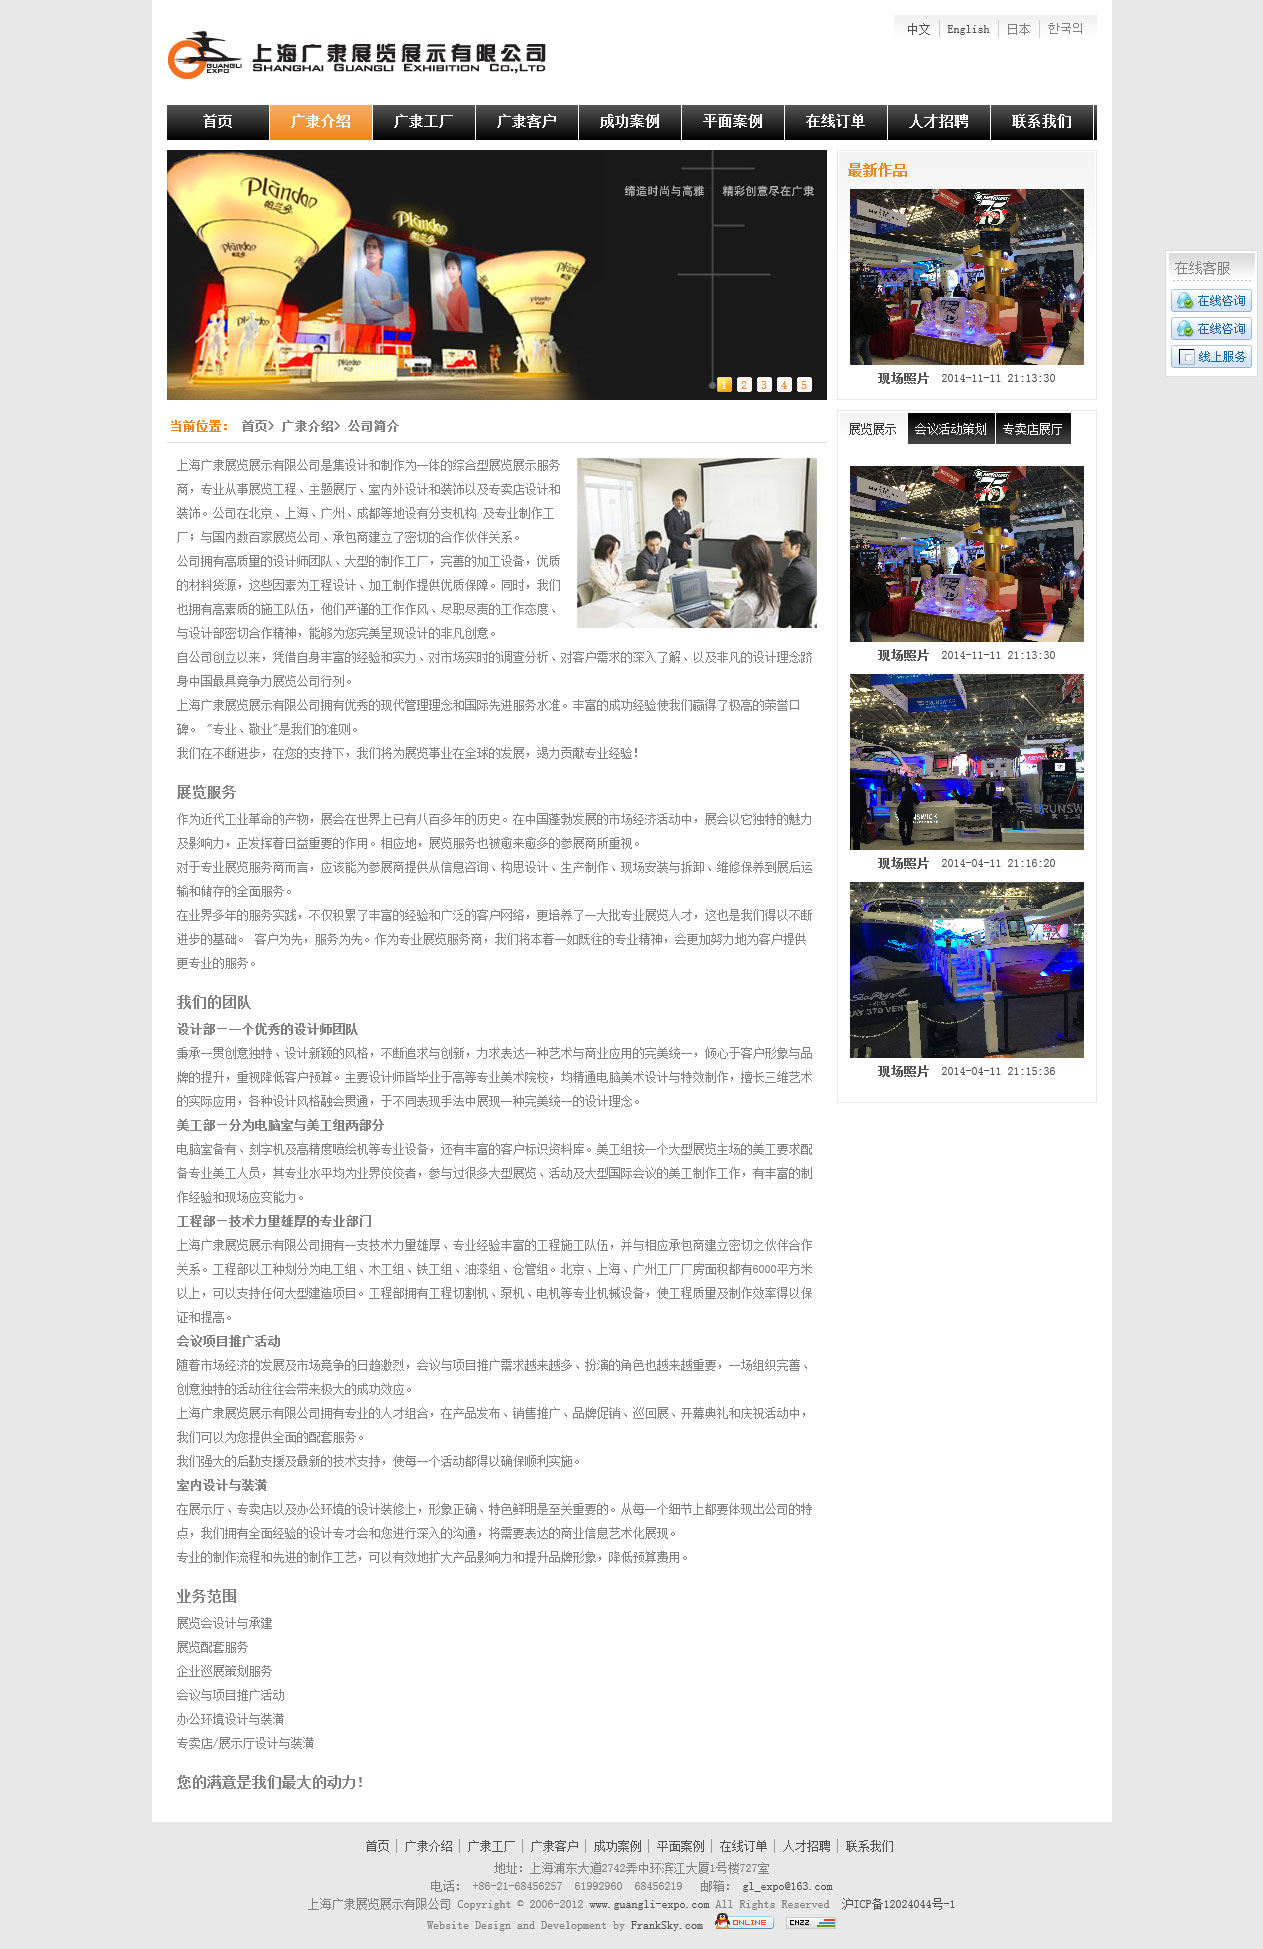 中文 English 日本 한국의
GUANGLI EXPO
上海广隶展览展示有限公司
SHANGHAI GUANGLI EXHIBITION CO.,LTD
首页 广隶介绍 广隶工厂 广隶客户 成功案例 平面案例 在线订单 人才招聘 联系我们
Plandoo
帕兰朵
缔造时尚与高雅 精彩创意尽在广隶
1 2 3 4 5
最新作品
现场照片 2014-11-11 21:13:30
在线客服
在线咨询
在线咨询
线上服务
当前位置： 首页> 广隶介绍> 公司简介
上海广隶展览展示有限公司是集设计和制作为一体的综合型展览展示服务
商，专业从事展览工程、主题展厅、室内外设计和装饰以及专卖店设计和
装饰。公司在北京、上海、广州、成都等地设有分支机构 及专业制作工
厂；与国内数百家展览公司、承包商建立了密切的合作伙伴关系。
公司拥有高质量的设计师团队、大型的制作工厂，完善的加工设备，优质
的材料货源，这些因素为工程设计、加工制作提供优质保障。同时，我们
也拥有高素质的施工队伍，他们严谨的工作作风、尽职尽责的工作态度、
与设计部密切合作精神，能够为您完美呈现设计的非凡创意。
自公司创立以来，凭借自身丰富的经验和实力、对市场实时的调查分析、对客户需求的深入了解、以及非凡的设计理念跻
身中国最具竞争力展览公司行列。
上海广隶展览展示有限公司拥有优秀的现代管理理念和国际先进服务水准。丰富的成功经验使我们赢得了极高的荣誉口
碑。 "专业、敬业"是我们的准则。
我们在不断进步，在您的支持下，我们将为展览事业在全球的发展，竭力贡献专业经验！
展览服务
作为近代工业革命的产物，展会在世界上已有八百多年的历史。在中国蓬勃发展的市场经济活动中，展会以它独特的魅力
及影响力，正发挥着日益重要的作用。相应地，展览服务也被愈来愈多的参展商所重视。
对于专业展览服务商而言，应该能为参展商提供从信息咨询、构思设计、生产制作、现场安装与拆卸、维修保养到展后运
输和储存的全面服务。
在业界多年的服务实践，不仅积累了丰富的经验和广泛的客户网络，更培养了一大批专业展览人才，这也是我们得以不断
进步的基础。 客户为先，服务为先。作为专业展览服务商，我们将本着一如既往的专业精神，会更加努力地为客户提供
更专业的服务。
我们的团队
设计部－一个优秀的设计师团队
秉承一贯创意独特、设计新颖的风格，不断追求与创新，力求表达一种艺术与商业应用的完美统一，倾心于客户形象与品
牌的提升，重视降低客户预算。主要设计师皆毕业于高等专业美术院校，均精通电脑美术设计与特效制作，擅长三维艺术
的实际应用，各种设计风格融会贯通，于不同表现手法中展现一种完美统一的设计理念。
美工部－分为电脑室与美工组两部分
电脑室备有、刻字机及高精度喷绘机等专业设备，还有丰富的客户标识资料库。美工组按一个大型展览主场的美工要求配
备专业美工人员，其专业水平均为业界佼佼者，参与过很多大型展览、活动及大型国际会议的美工制作工作，有丰富的制
作经验和现场应变能力。
工程部－技术力量雄厚的专业部门
上海广隶展览展示有限公司拥有一支技术力量雄厚、专业经验丰富的工程施工队伍，并与相应承包商建立密切之伙伴合作
关系。工程部以工种划分为电工组、木工组、铁工组、油漆组、仓管组。北京、上海、广州工厂厂房面积都有6000平方米
以上，可以支持任何大型建造项目。工程部拥有工程切割机、泵机、电机等专业机械设备，使工程质量及制作效率得以保
证和提高。
会议项目推广活动
随着市场经济的发展及市场竞争的日趋激烈，会议与项目推广需求越来越多、扮演的角色也越来越重要，一场组织完善、
创意独特的活动往往会带来极大的成功效应。
上海广隶展览展示有限公司拥有专业的人才组合，在产品发布、销售推广、品牌促销、巡回展、开幕典礼和庆祝活动中，
我们可以为您提供全面的配套服务。
我们强大的后勤支援及最新的技术支持，使每一个活动都得以确保顺利实施。
室内设计与装潢
在展示厅、专卖店以及办公环境的设计装修上，形象正确、特色鲜明是至关重要的。从每一个细节上都要体现出公司的特
点，我们拥有全面经验的设计专才会和您进行深入的沟通，将需要表达的商业信息艺术化展现。
专业的制作流程和先进的制作工艺，可以有效地扩大产品影响力和提升品牌形象，降低预算费用。
业务范围
展览会设计与承建
展览配套服务
企业巡展策划服务
会议与项目推广活动
办公环境设计与装潢
专卖店/展示厅设计与装潢
您的满意是我们最大的动力！
展览展示 会议活动策划 专卖店展厅
现场照片 2014-11-11 21:13:30
BRUNSWICK
现场照片 2014-04-11 21:16:20
RAY 370 VENTURE
现场照片 2014-04-11 21:15:36
首页 | 广隶介绍 | 广隶工厂 | 广隶客户 | 成功案例 | 平面案例 | 在线订单 | 人才招聘 | 联系我们
地址：上海浦东大道2742弄中环滨江大厦1号楼727室
电话： +86-21-68456257 61992960 68456219 邮箱： gl_expo@163.com
上海广隶展览展示有限公司 Copyright © 2006-2012 www.guangli-expo.com All Rights Reserved 沪ICP备12024044号-1
Website Design and Development by FrankSky.com ONLINE CNZZ